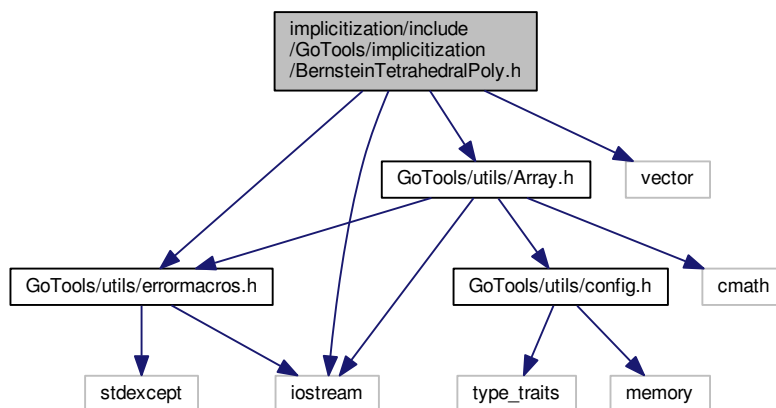 implicitization/include
/GoTools/implicitization
/BernsteinTetrahedralPoly.h
GoTools/utils/Array.h
vector
GoTools/utils/errormacros.h
GoTools/utils/config.h
cmath
stdexcept
iostream
type_traits
memory